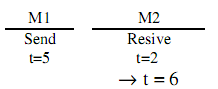 M1 M2
Send Resive
t=5 t=2
→ t = 6